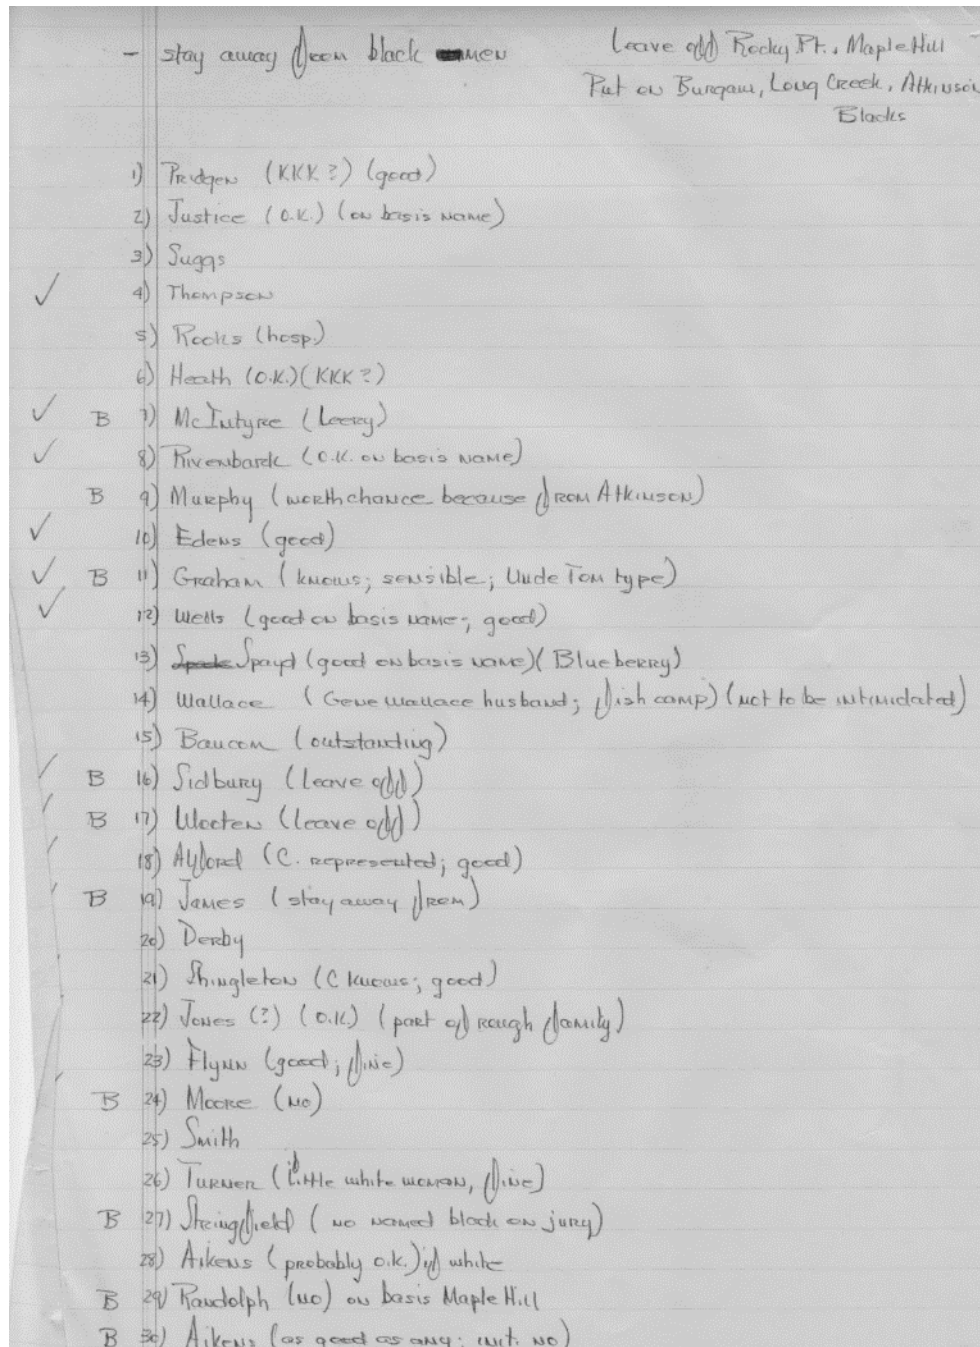 - stay away from black men
Leave off Rocky Pt., Maple Hill
Put on Burgaw, Long Creek, Atkinson
Blacks
1) Pridgen (KKK?) (good)
2) Justice (O.K.) (on basis name)
3) Suggs
✓ 4) Thompson
5) Rooks (hosp.)
6) Heath (O.K.) (KKK?)
✓ B 7) McIntyre (Leery)
✓ 8) Rivenbark (O.K. on basis name)
B 9) Murphy (worth chance because from Atkinson)
✓ 10) Edens (good)
✓ B 11) Graham (knows; sensible; Uncle Tom type)
✓ 12) Wells (good on basis name; good)
13) Spayd (good on basis name) (Blueberry)
14) Wallace (Gene Wallace husband; fish camp) (not to be intimidated)
15) Baucom (outstanding)
✓ B 16) Sidbury (leave off)
✓ B 17) Wooten (leave off)
✓ 18) Alford (C. represented; good)
✓ B 19) James (stay away from)
20) Derby
21) Shingleton (C knows; good)
22) Jones (?) (O.K.) (part of rough family)
23) Flynn (good; fine)
✓ B 24) Moore (no)
25) Smith
26) Turner (if little white woman, fine)
B 27) Stringfield (no named black on jury)
28) Aikens (probably o.k.) if white
B 29) Randolph (no) on basis Maple Hill
B 30) Aikens (as good as any; no)